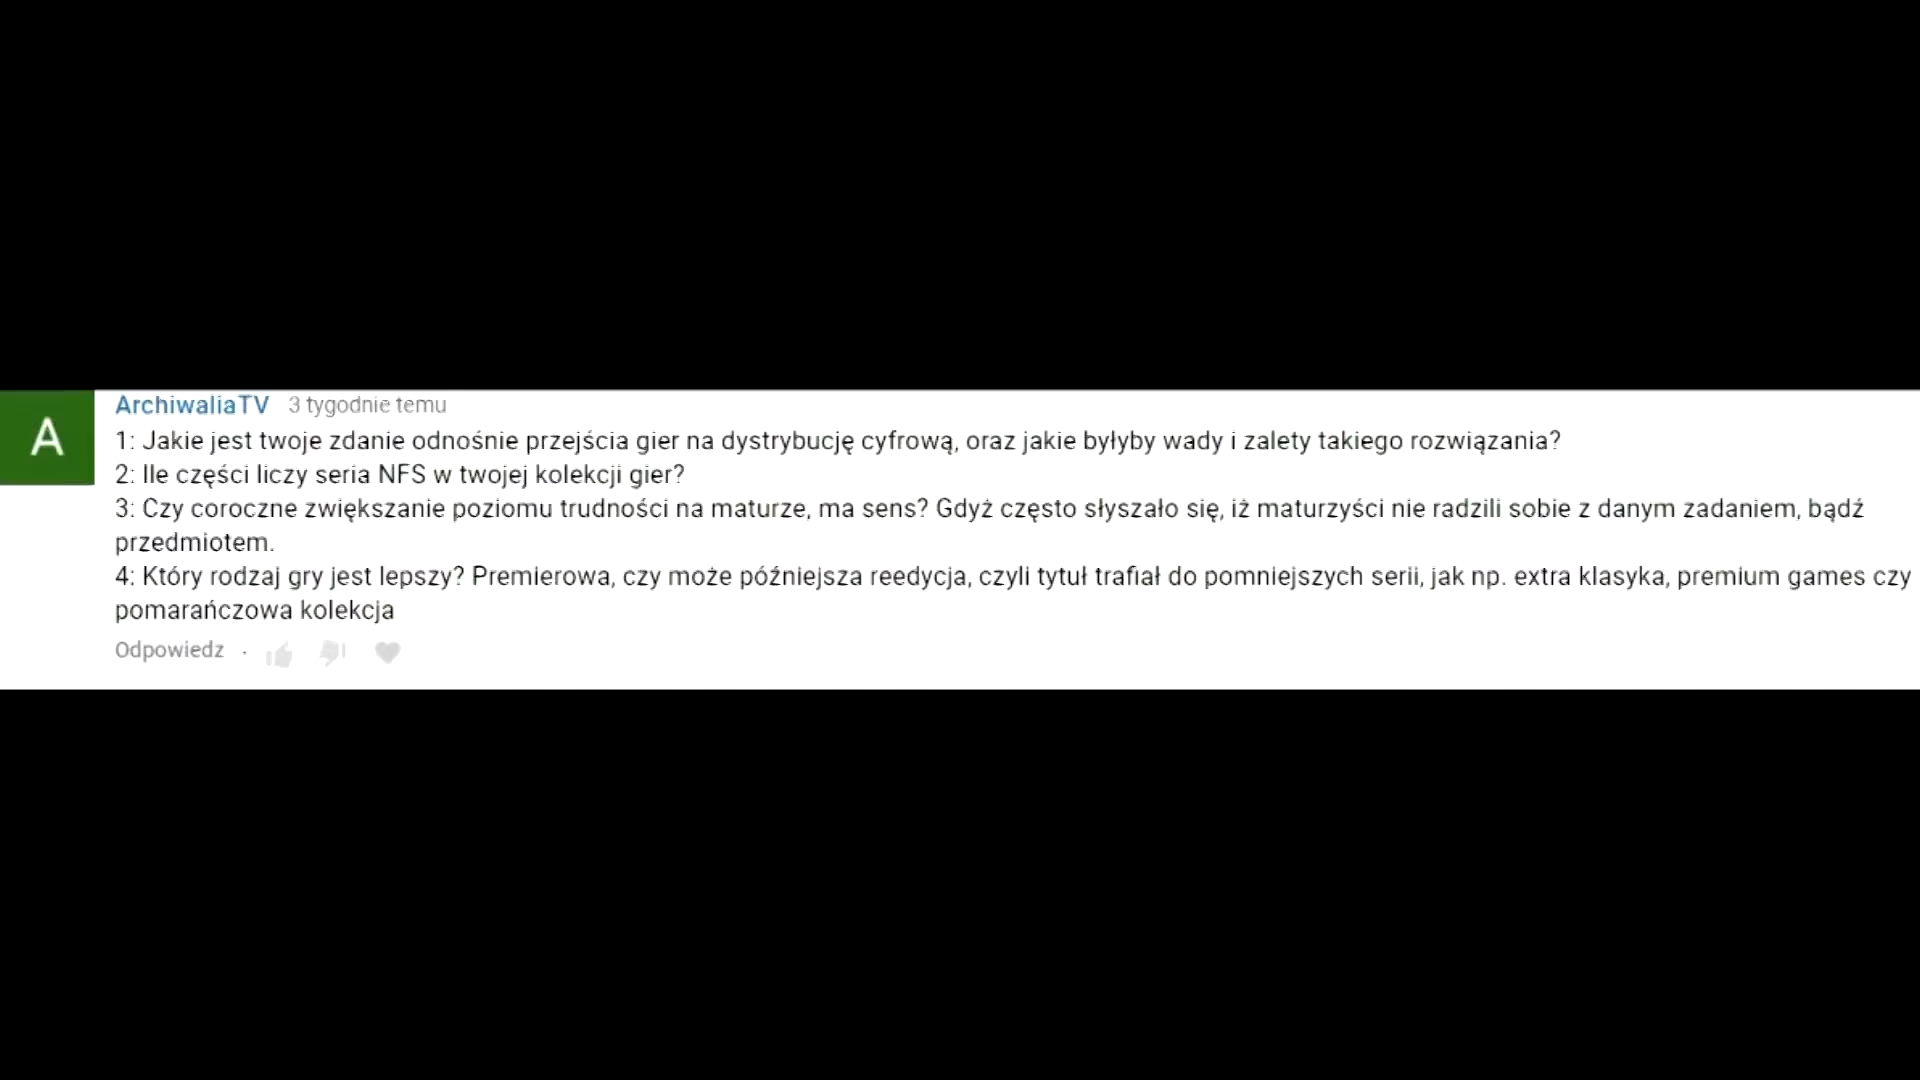 A
ArchiwaliaTV 3 tygodnie temu
1: Jakie jest twoje zdanie odnośnie przejścia gier na dystrybucję cyfrową, oraz jakie byłyby wady i zalety takiego rozwiązania?
2: Ile części liczy seria NFS w twojej kolekcji gier?
3: Czy coroczne zwiększanie poziomu trudności na maturze, ma sens? Gdyż często słyszało się, iż maturzyści nie radzili sobie z danym zadaniem, bądź
przedmiotem.
4: Który rodzaj gry jest lepszy? Premierowa, czy może późniejsza reedycja, czyli tytuł trafiał do pomniejszych serii, jak np. extra klasyka, premium games czy
pomarańczowa kolekcja
Odpowiedz ·